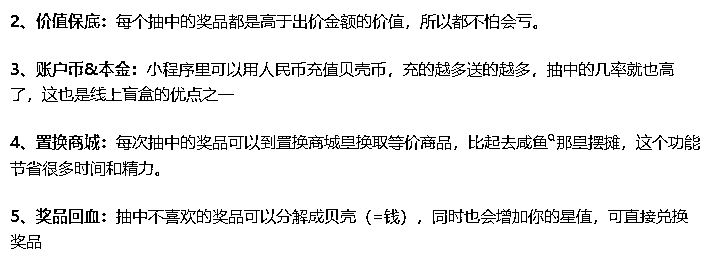 2、价值保底：每个抽中的奖品都是高于出价金额的价值，所以都不怕会亏。
3、账户币&本金：小程序里可以用人民币充值贝壳币，充的越多送的越多，抽中的几率就也高
了，这也是线上盲盒的优点之一
4、置换商城：每次抽中的奖品可以到置换商城里换取等价商品，比起去咸鱼那里摆摊，这个功能
节省很多时间和精力。
5、奖品回血：抽中不喜欢的奖品可以分解成贝壳（=钱），同时也会增加你的星值，可直接兑换
奖品